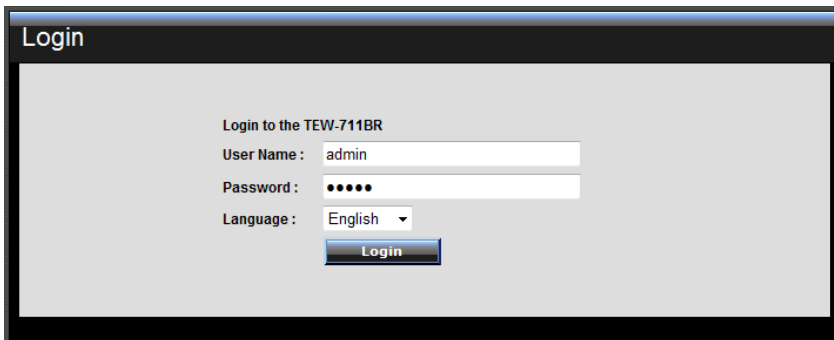 Login
Login to the TEW-711BR
User Name : admin
Password : ●●●●●
Language : English
Login